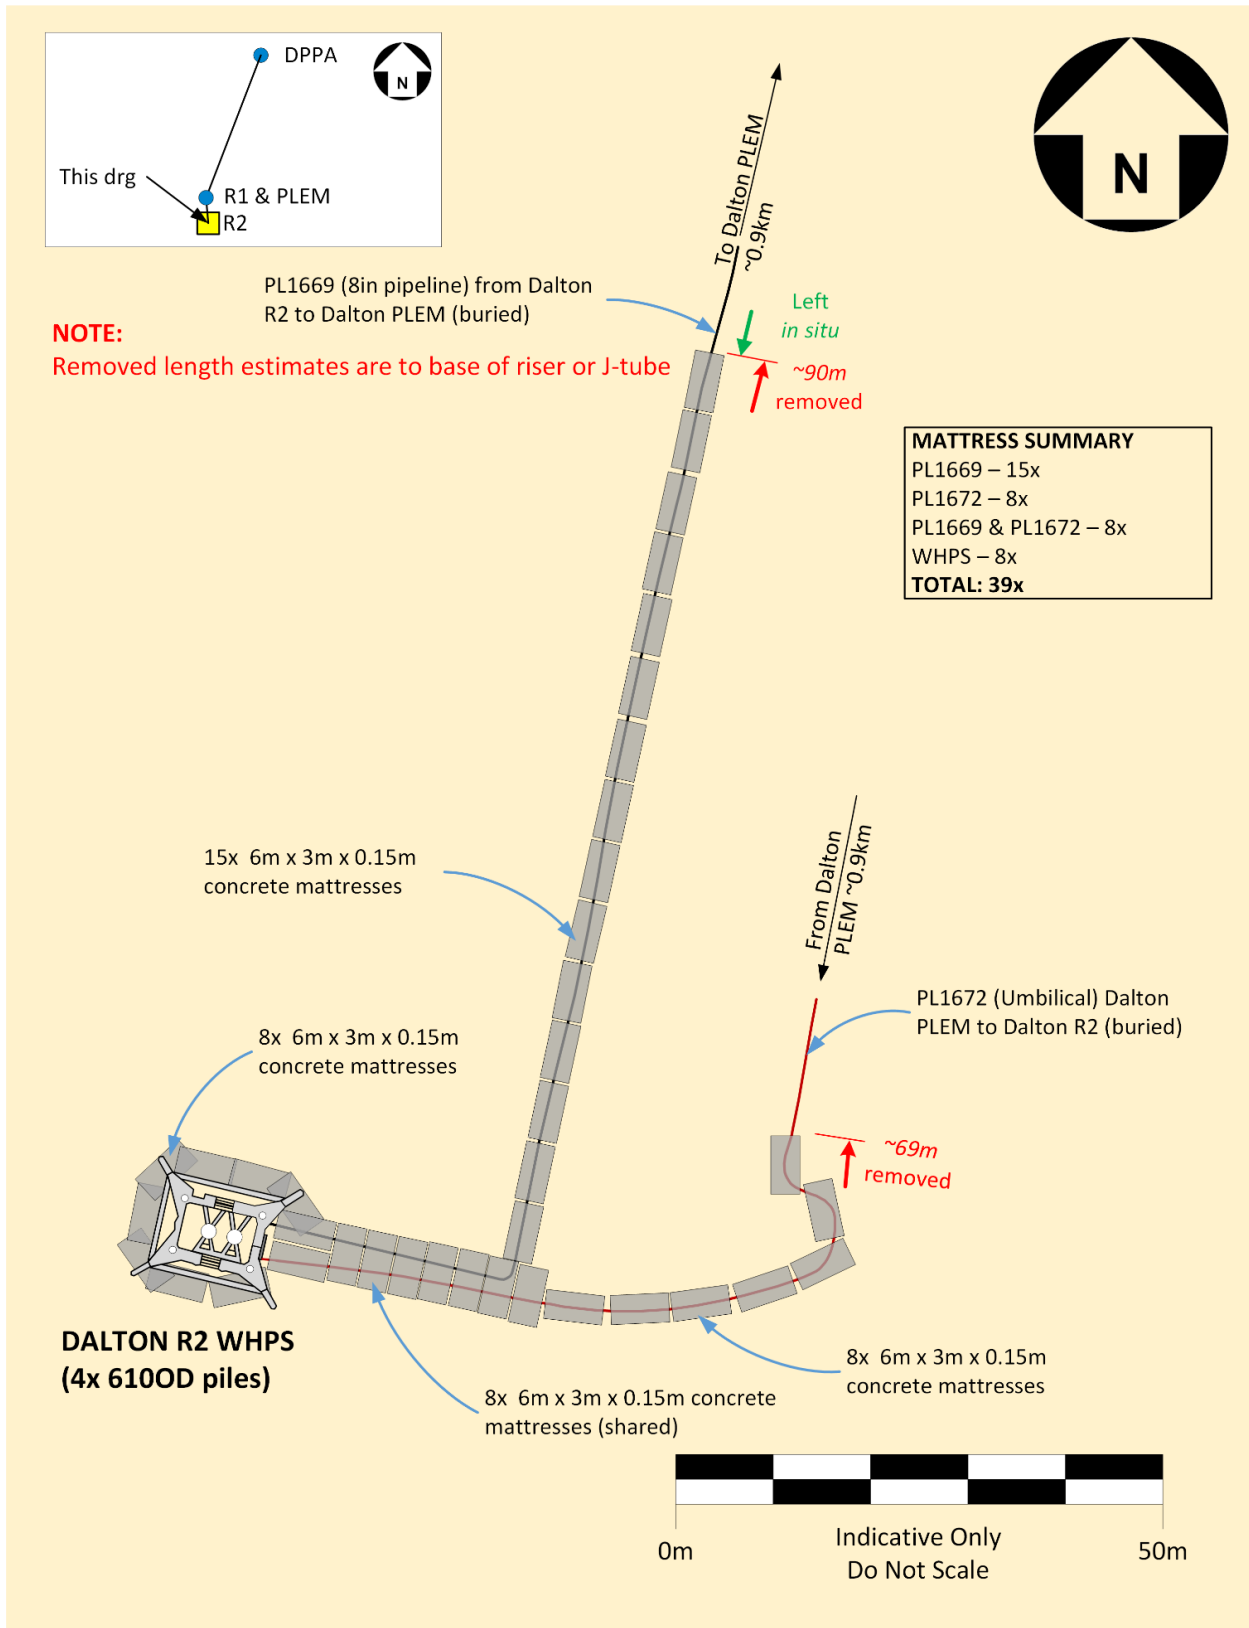 DPPA
N
This drg
R1 & PLEM
R2
N
To Dalton PLEM
~0.9km
PL1669 (8in pipeline) from Dalton
R2 to Dalton PLEM (buried)
NOTE:
Removed length estimates are to base of riser or J-tube
Left
in situ
~90m
removed
MATTRESS SUMMARY
PL1669 – 15x
PL1672 – 8x
PL1669 & PL1672 – 8x
WHPS – 8x
TOTAL: 39x
15x  6m x 3m x 0.15m
concrete mattresses
From Dalton
PLEM ~0.9km
PL1672 (Umbilical) Dalton
PLEM to Dalton R2 (buried)
8x  6m x 3m x 0.15m
concrete mattresses
~69m
removed
DALTON R2 WHPS
(4x 610OD piles)
8x  6m x 3m x 0.15m
concrete mattresses
8x  6m x 3m x 0.15m concrete
mattresses (shared)
0m
Indicative Only
Do Not Scale
50m